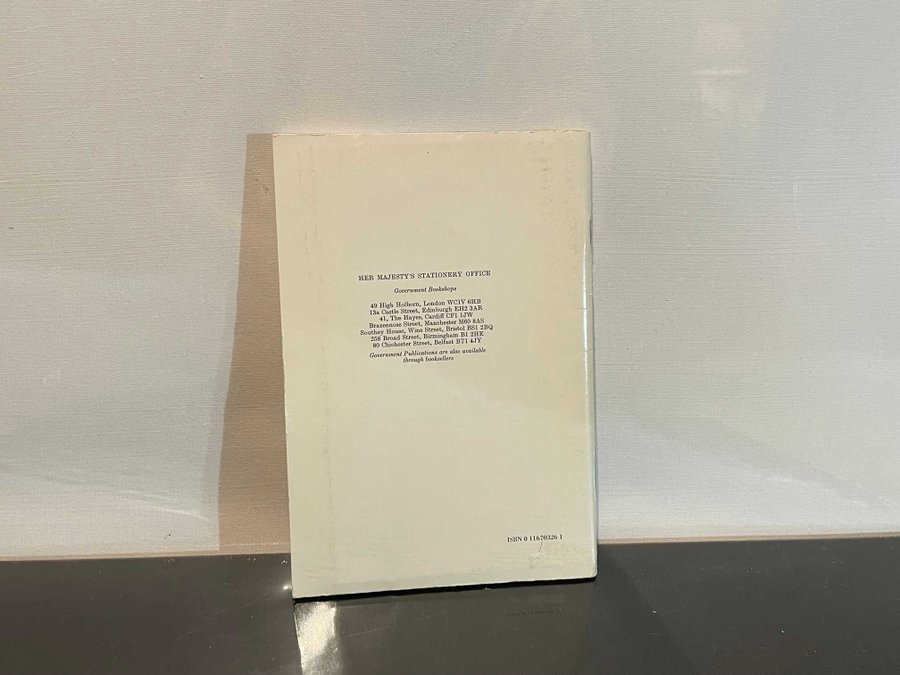 HER MAJESTY'S STATIONERY OFFICE
Government Bookshops
49 High Holborn, London WC1V 6HB
13a Castle Street, Edinburgh EH2 3AR
41, The Hayes, Cardiff CF1 1JW
Brazennose Street, Manchester M60 8AS
Southey House, Wine Street, Bristol BS1 2BQ
258 Broad Street, Birmingham B1 2HE
80 Chichester Street, Belfast BT1 4JY
Government Publications are also available
through booksellers
ISBN 0 11 670326 1